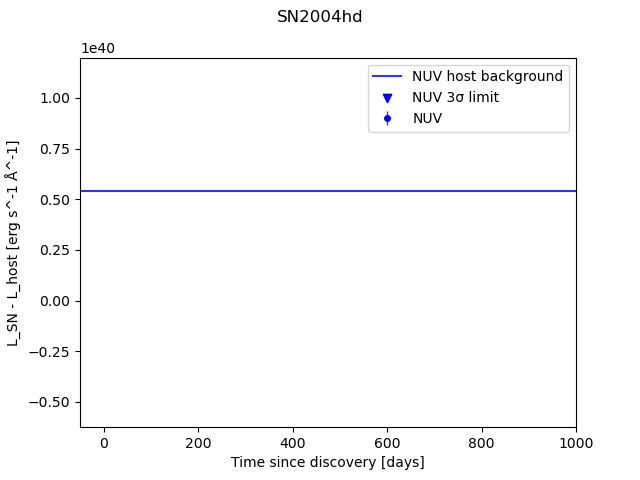 SN2004hd
1e40
NUV host background
NUV 3σ limit
NUV
1.00
0.75
0.50
0.25
0.00
−0.25
−0.50
L_SN - L_host [erg s^-1 Å^-1]
0 200 400 600 800 1000
Time since discovery [days]